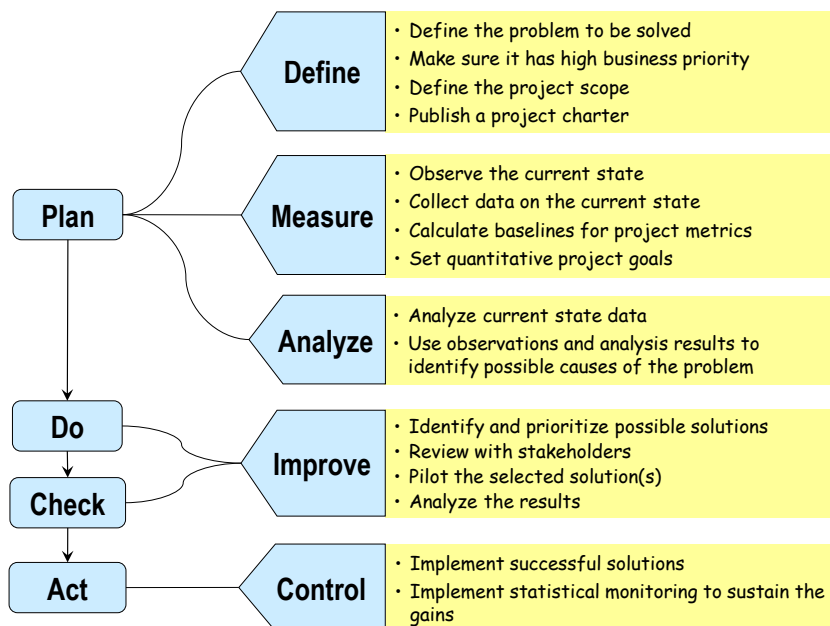 Define
• Define the problem to be solved
• Make sure it has high business priority
• Define the project scope
• Publish a project charter
Plan
Measure
• Observe the current state
• Collect data on the current state
• Calculate baselines for project metrics
• Set quantitative project goals
Analyze
• Analyze current state data
• Use observations and analysis results to
identify possible causes of the problem
Do
Check
Improve
• Identify and prioritize possible solutions
• Review with stakeholders
• Pilot the selected solution(s)
• Analyze the results
Act
Control
• Implement successful solutions
• Implement statistical monitoring to sustain the
gains